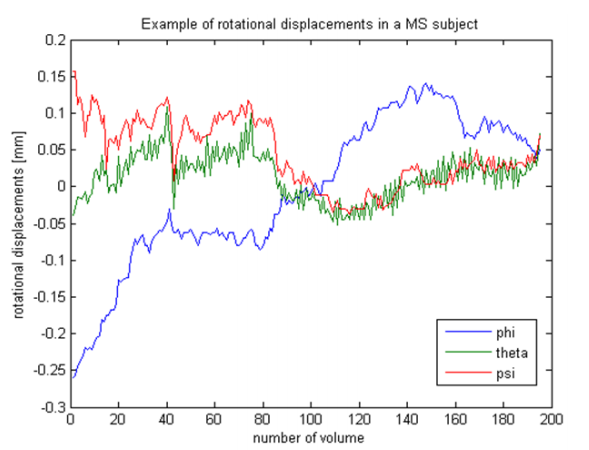 Example of rotational displacements in a MS subject
0.2
0.15
0.1
0.05
0
-0.05
-0.1
-0.15
-0.2
-0.25
-0.3
rotational displacements [mm]
phi
theta
psi
0 20 40 60 80 100 120 140 160 180 200
number of volume